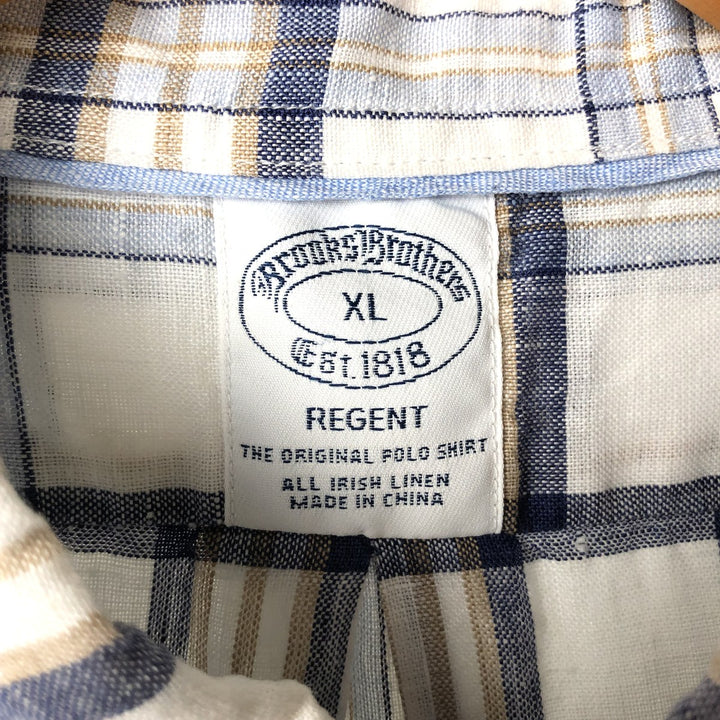 Brooks Brothers
XL
Est. 1818
REGENT
THE ORIGINAL POLO SHIRT
ALL IRISH LINEN
MADE IN CHINA